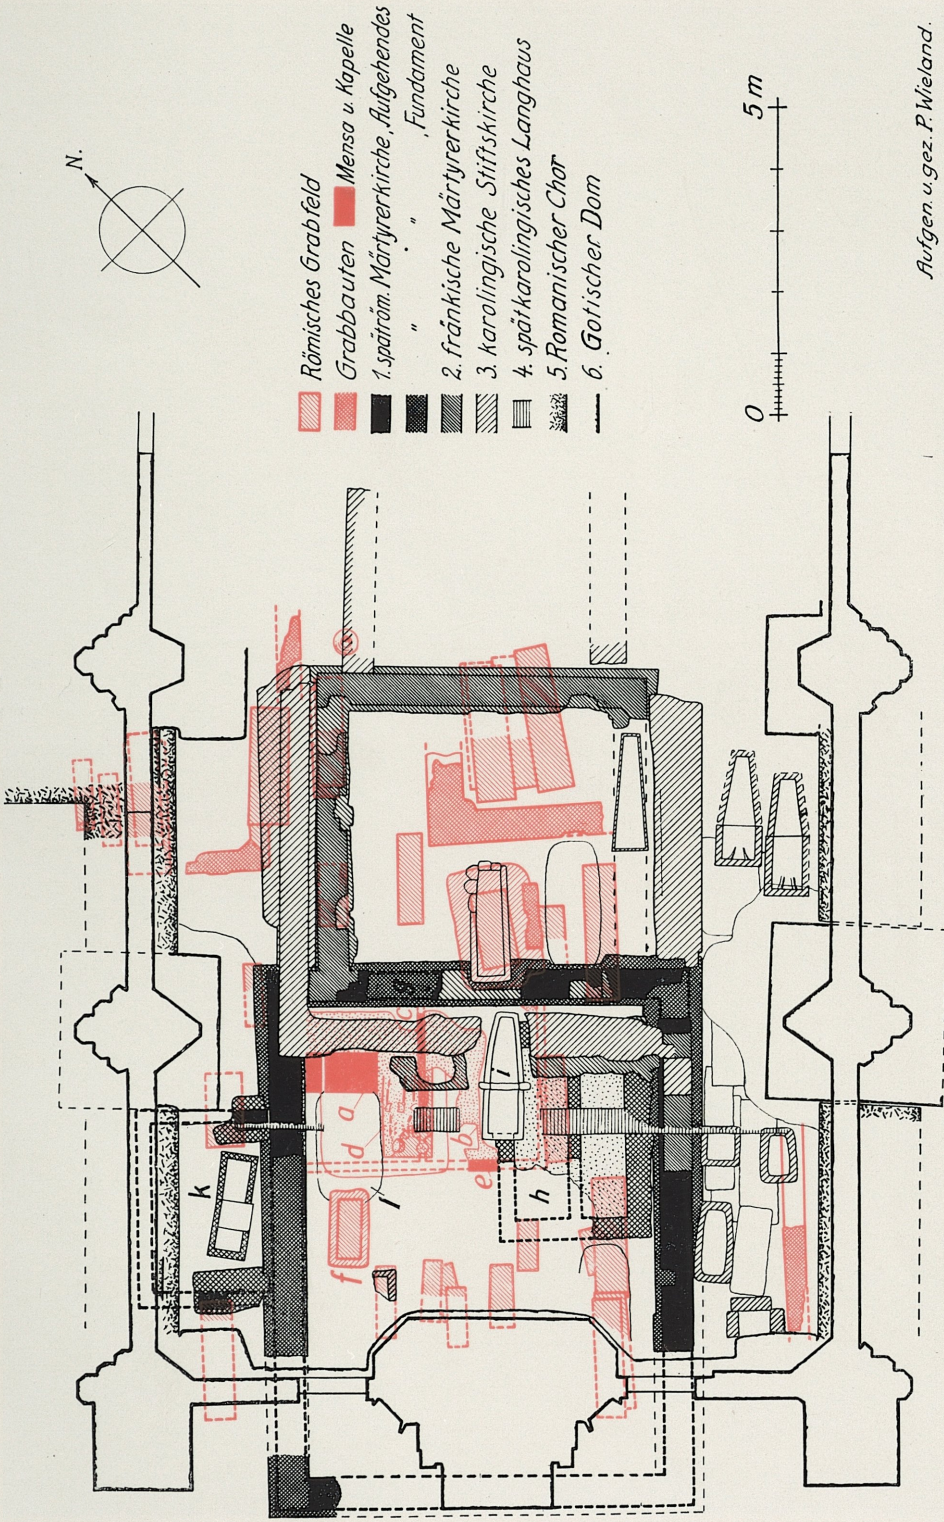 N.
Römisches Grabfeld
Grabbauten Mensa u. Kapelle
1. spätröm. Märtyrerkirche, Aufgehendes
" " , Fundament
2. fränkische Märtyrerkirche
3. karolingische Stiftskirche
4. spätkarolingisches Langhaus
5. Romanischer Chor
6. Gotischer Dom
0 5 m
Aufgen. u. gez. P. Wieland.
k
g
c
a
d
b
e
i
h
f